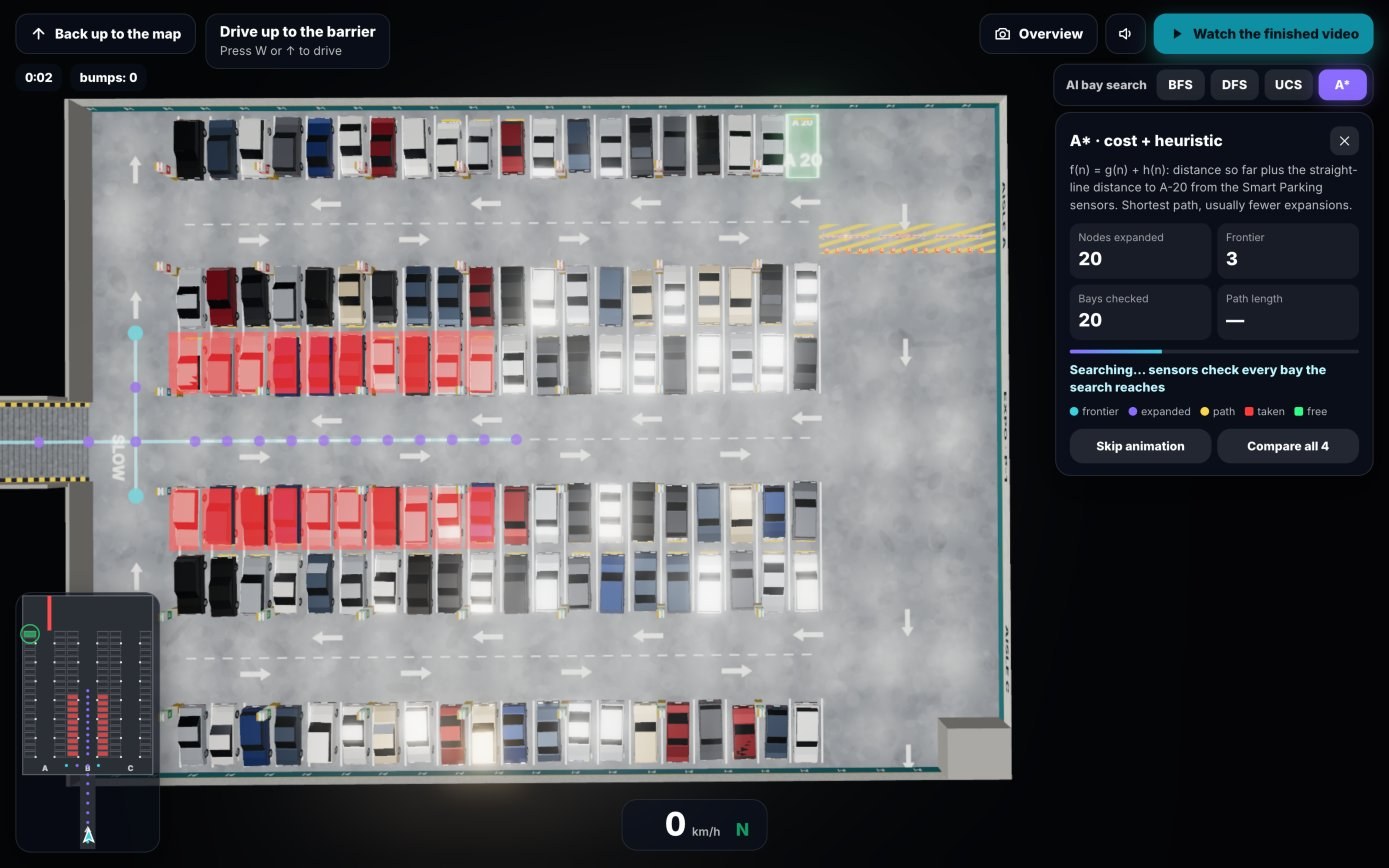 Back up to the map
Drive up to the barrier
Press W or ↑ to drive
Overview
Watch the finished video
0:02
bumps: 0
AI bay search
BFS
DFS
UCS
A*
A* · cost + heuristic
f(n) = g(n) + h(n): distance so far plus the straight-
line distance to A-20 from the Smart Parking
sensors. Shortest path, usually fewer expansions.
Nodes expanded
20
Frontier
3
Bays checked
20
Path length
—
Searching... sensors check every bay the
search reaches
frontier
expanded
path
taken
free
Skip animation
Compare all 4
A 20
A 20
SLOW
A
B
C
0 km/h N